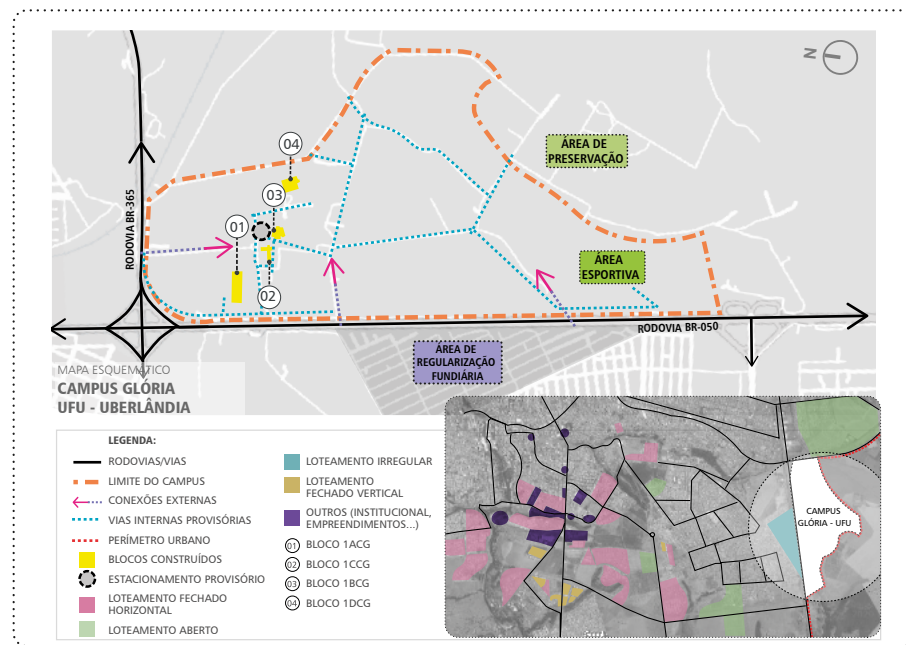 N
04
ÁREA DE
PRESERVAÇÃO
03
01
RODOVIA BR-365
02
ÁREA
ESPORTIVA
RODOVIA BR-050
ÁREA DE
REGULARIZAÇÃO
FUNDIÁRIA
MAPA ESQUEMÁTICO
CAMPUS GLÓRIA
UFU - UBERLÂNDIA
LEGENDA:
RODOVIAS/VIAS
LIMITE DO CAMPUS
CONEXÕES EXTERNAS
VIAS INTERNAS PROVISÓRIAS
PERÍMETRO URBANO
BLOCOS CONSTRUÍDOS
ESTACIONAMENTO PROVISÓRIO
LOTEAMENTO FECHADO
HORIZONTAL
LOTEAMENTO ABERTO
LOTEAMENTO IRREGULAR
LOTEAMENTO
FECHADO VERTICAL
OUTROS (INSTITUCIONAL,
EMPREENDIMENTOS...)
01 BLOCO 1ACG
02 BLOCO 1CCG
03 BLOCO 1BCG
04 BLOCO 1DCG
CAMPUS
GLÓRIA - UFU